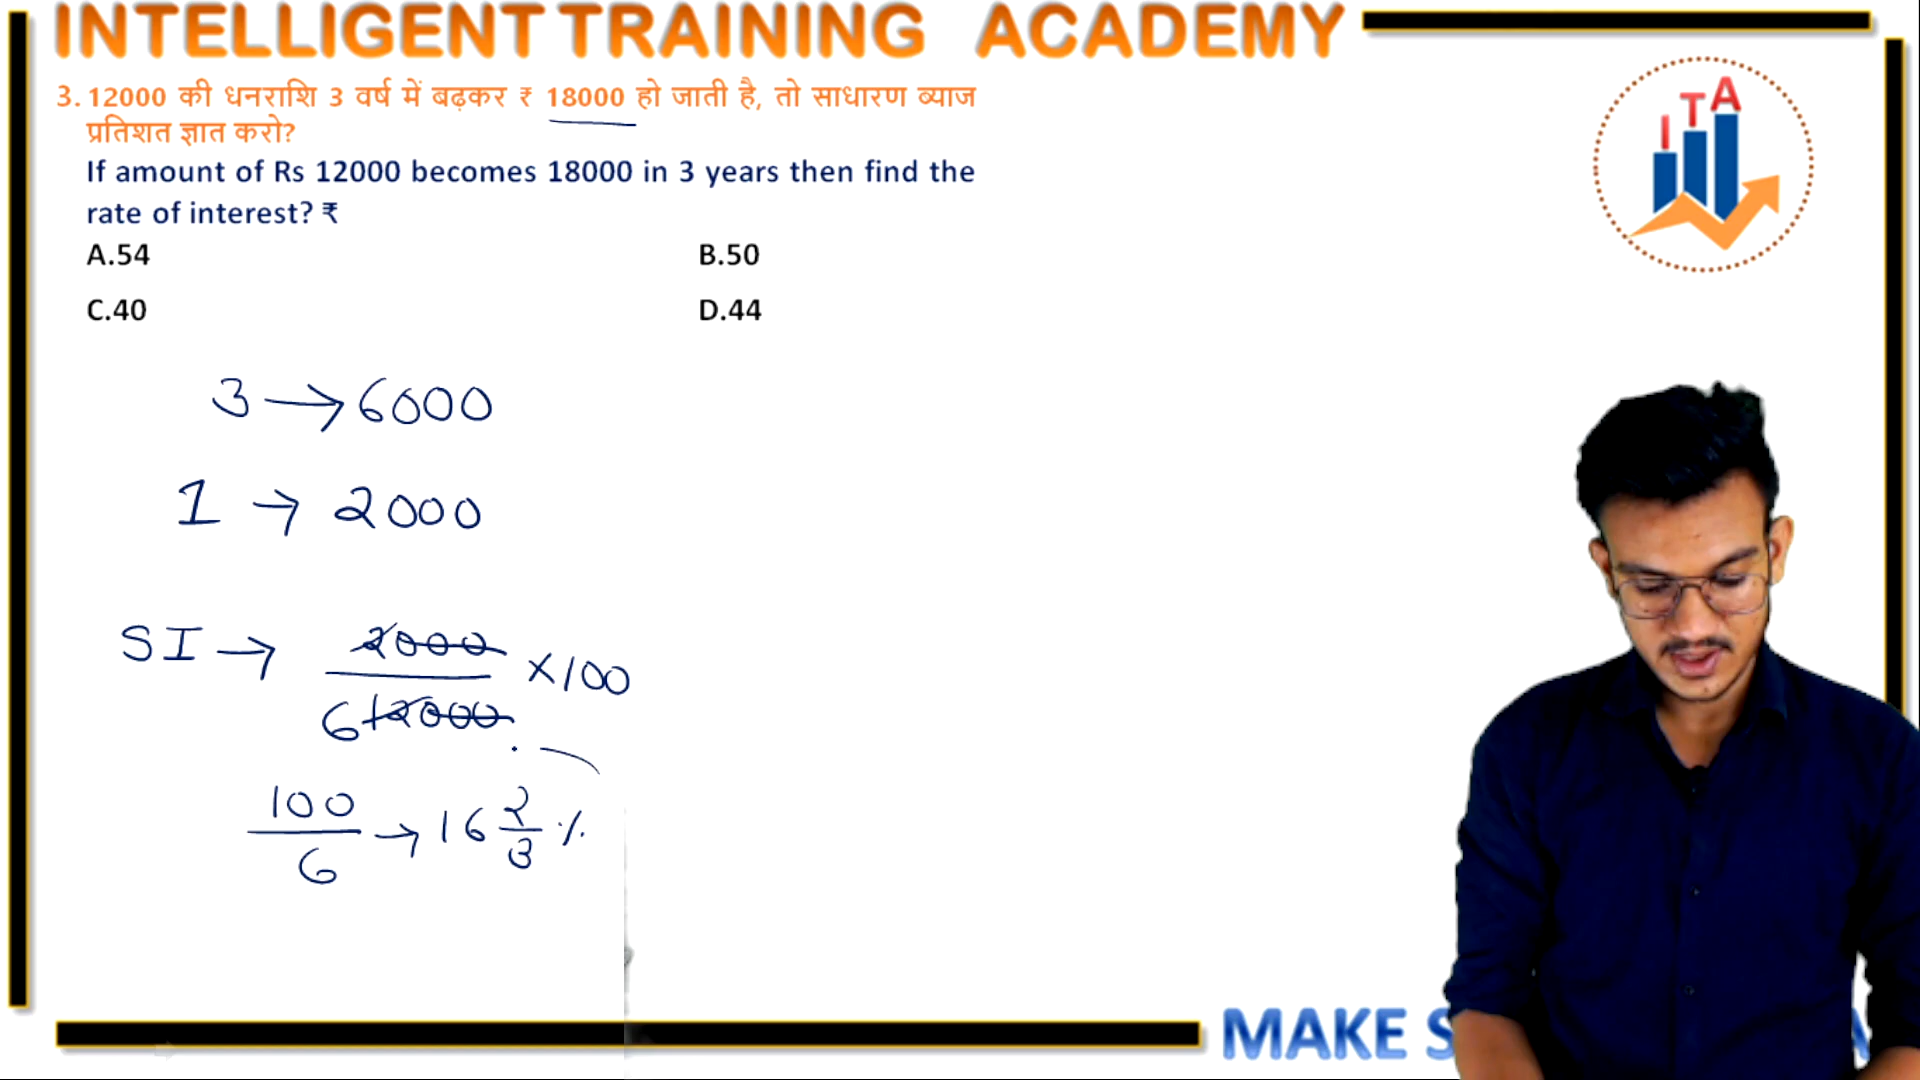 INTELLIGENT TRAINING ACADEMY
3. 12000 की धनराशि 3 वर्ष में बढ़कर ₹ 18000 हो जाती है, तो साधारण ब्याज
प्रतिशत ज्ञात करो?
If amount of Rs 12000 becomes 18000 in 3 years then find the
rate of interest? ₹
A.54 B.50
C.40 D.44
I T A
3 → 6000
1 → 2000
SI → 2000 × 100
6 12000
100 → 16 2 %
6 3
MAKE